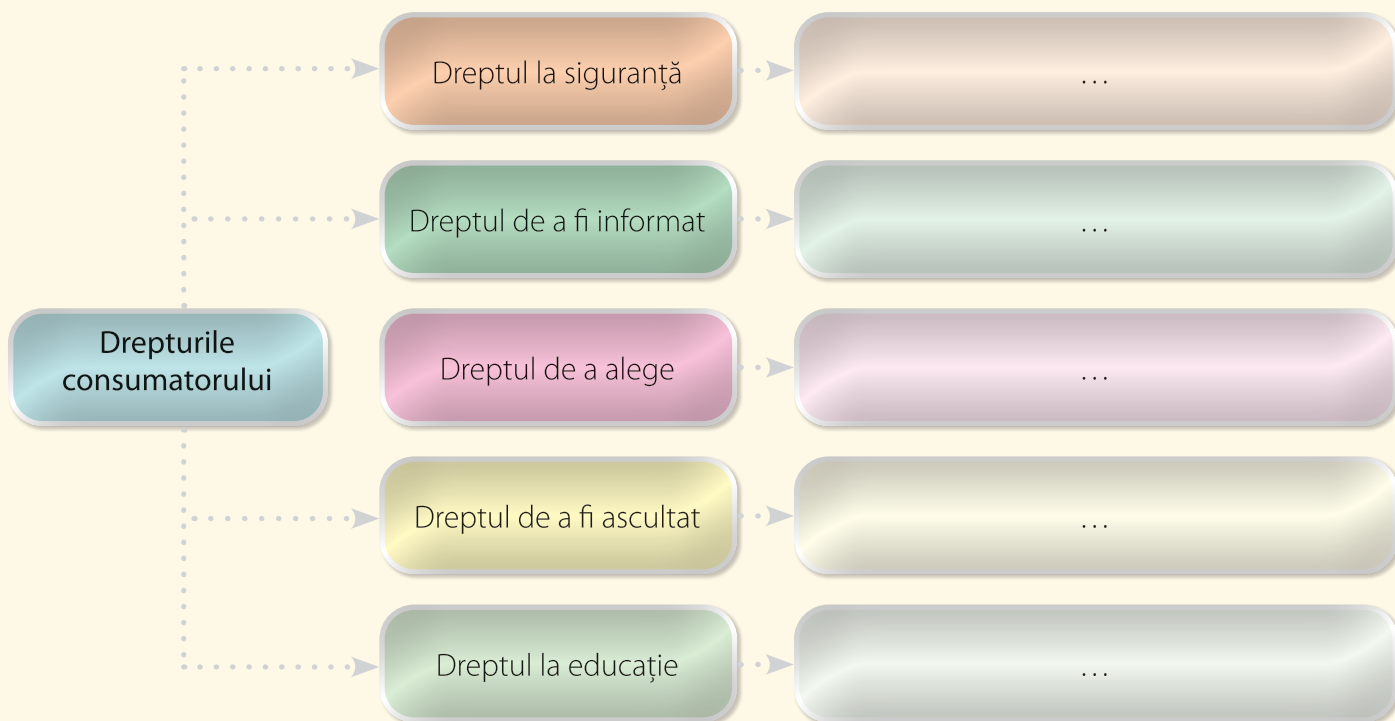 Dreptul la siguranță
...
Dreptul de a fi informat
...
Drepturile
consumatorului
Dreptul de a alege
...
Dreptul de a fi ascultat
...
Dreptul la educație
...